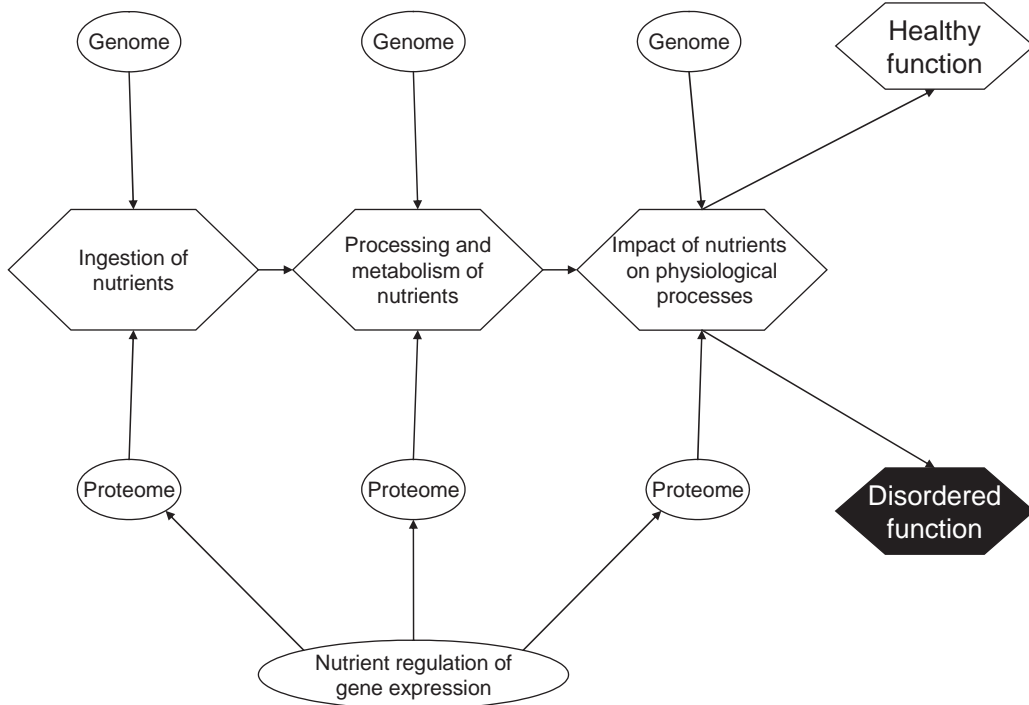 Genome
Genome
Genome
Healthy
function
Ingestion of
nutrients
Processing and
metabolism of
nutrients
Impact of nutrients
on physiological
processes
Proteome
Proteome
Proteome
Disordered
function
Nutrient regulation of
gene expression